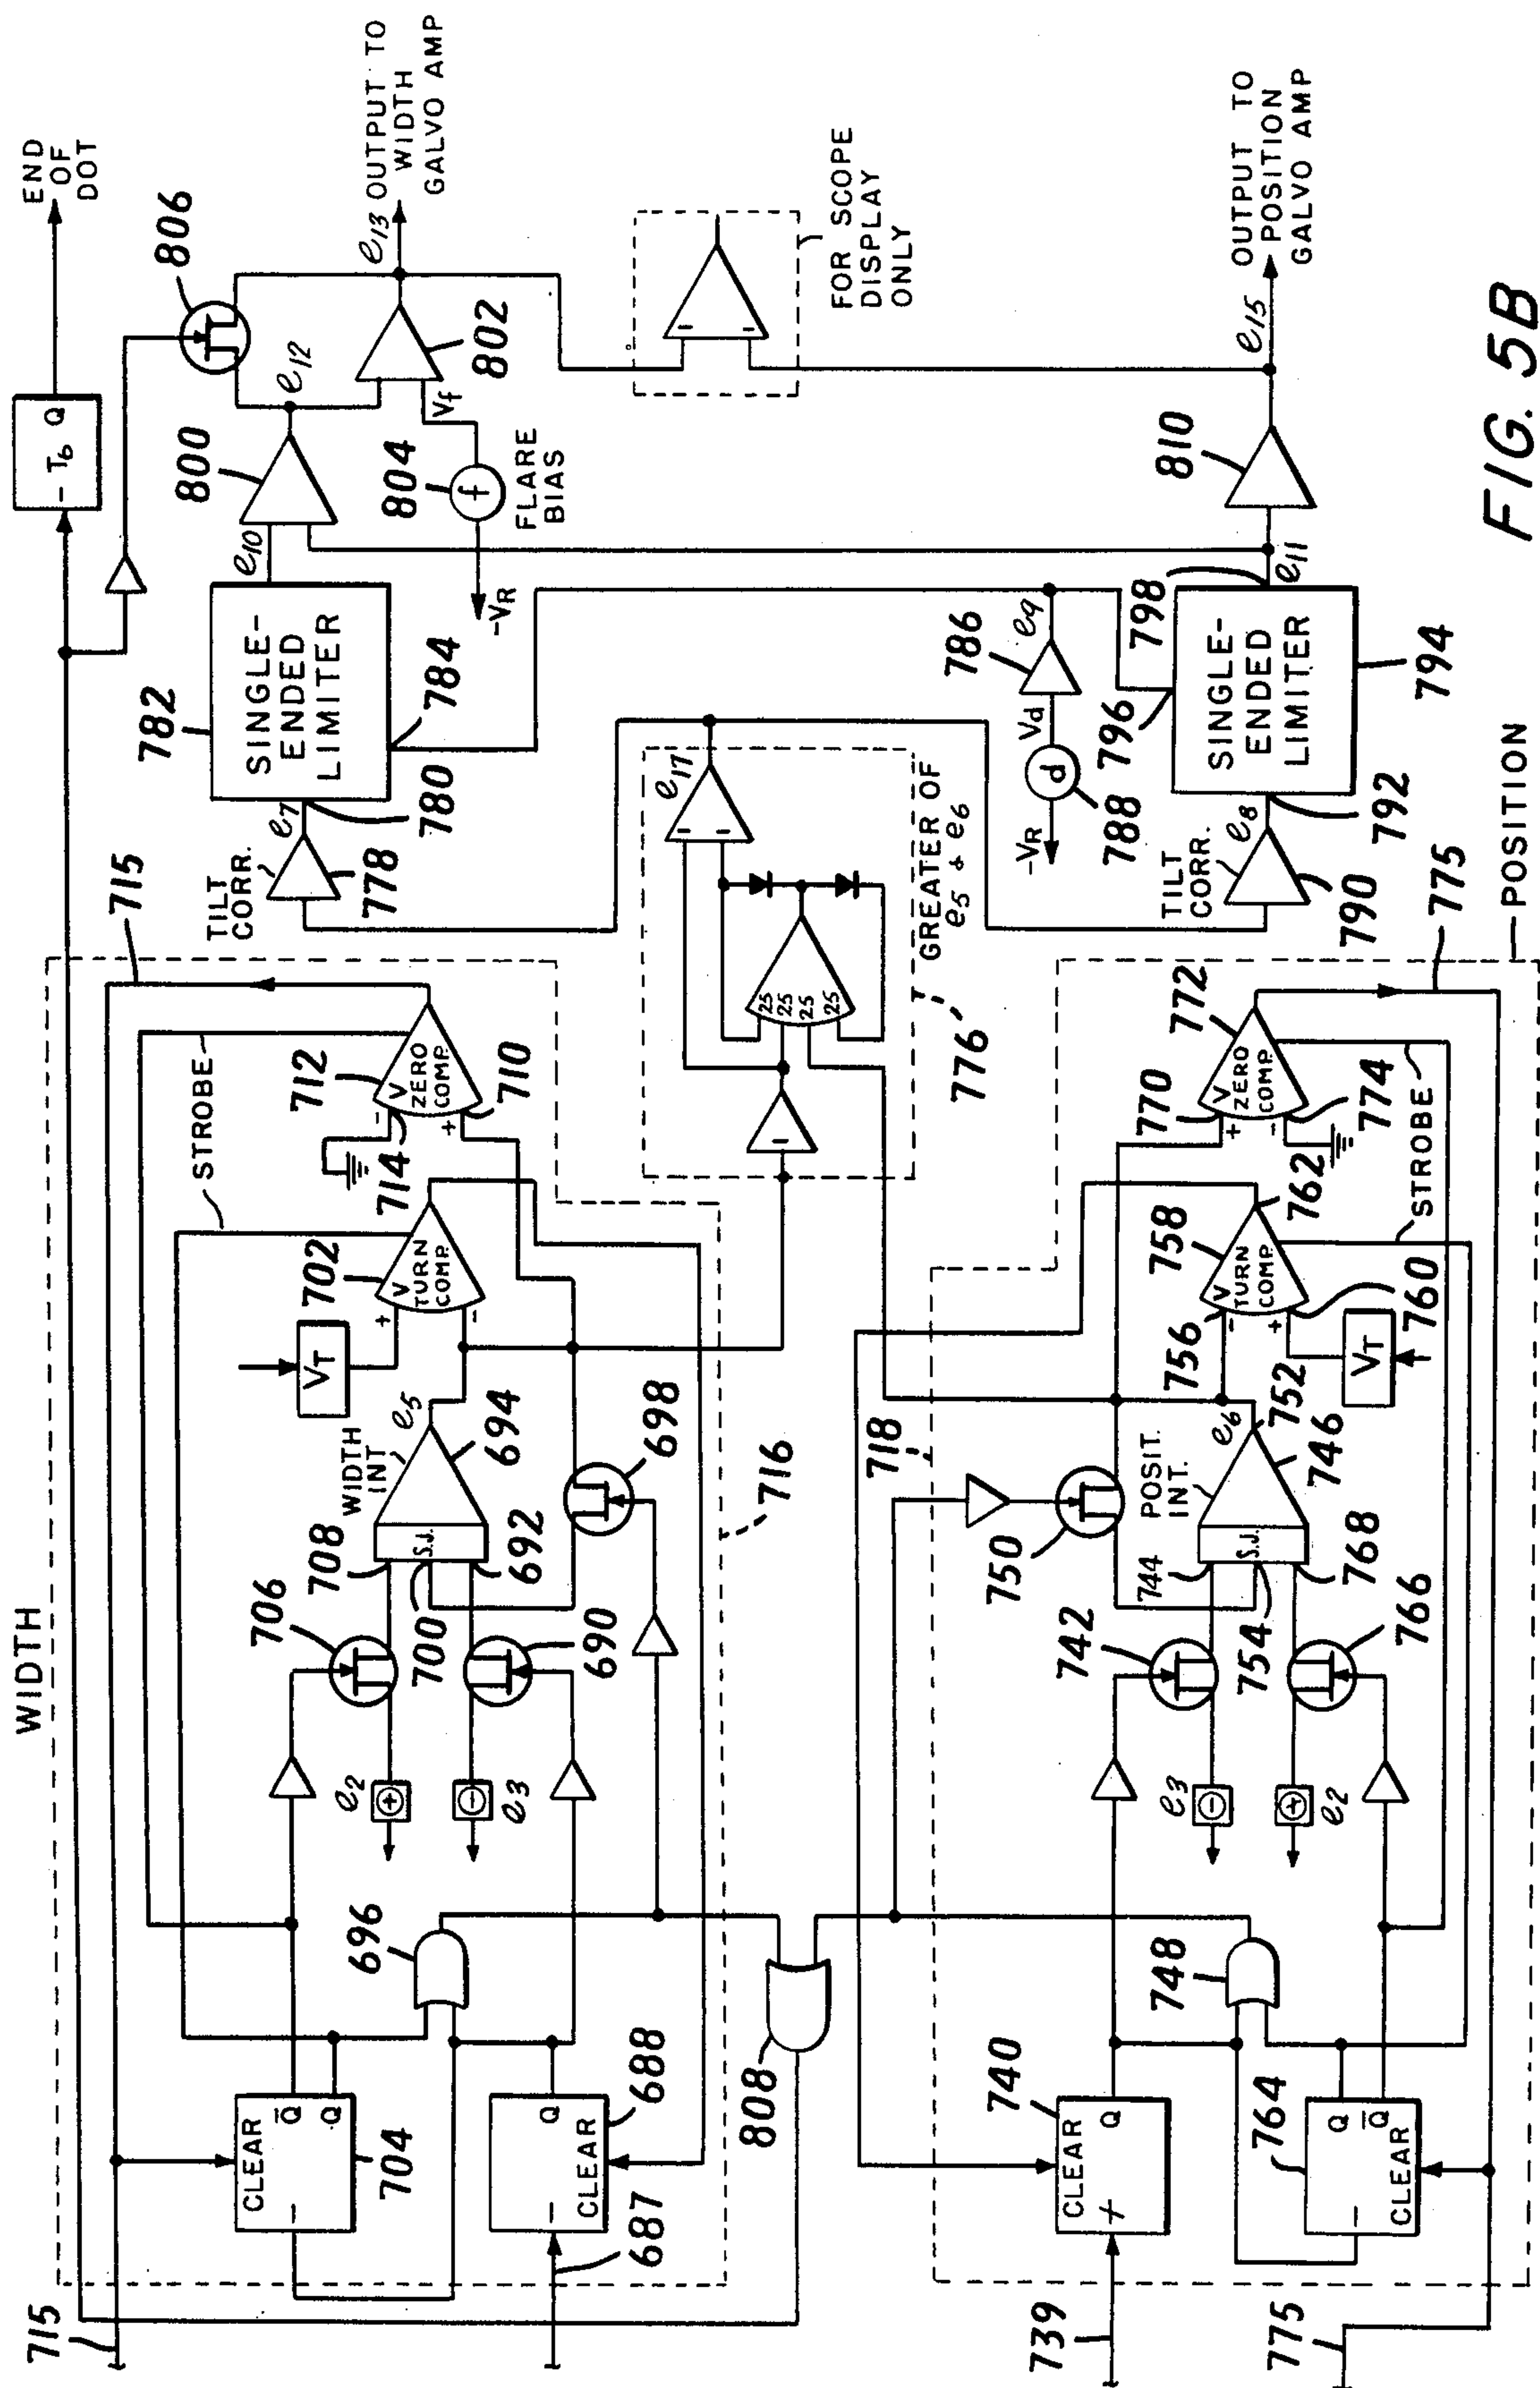 WIDTH
715
CLEAR
Q̄
Q
704
696
687
Q
CLEAR
688
e2
e3
706
708
700
S.J.
692
690
WIDTH
INT
e5
694
698
716
VT
702
V
TURN
COMP.
+
-
STROBE
712
714
V
ZERO
COMP.
-
+
710
715
TILT
CORR.
778
e7
780
782
SINGLE-
ENDED
LIMITER
784
e10
800
e12
802
Vf
804
f
FLARE
BIAS
-VR
806
- T6 Q
END
OF
DOT
e13
OUTPUT TO
WIDTH
GALVO AMP
FOR SCOPE
DISPLAY
ONLY
808
776
25
25
25
25
e17
GREATER OF
e5 & e6
-VR
788
d
Vd
786
e9
718
739
740
CLEAR
Q
748
764
Q
Q̄
CLEAR
775
742
744
e3
e2
754
S.J.
768
766
750
POSIT.
INT.
e6
752
746
756
758
V
TURN
COMP.
-
+
760
762
VT
STROBE
770
772
V
ZERO
COMP.
+
-
774
775
POSITION
TILT
CORR.
790
e8
792
794
SINGLE-
ENDED
LIMITER
796
798
e11
810
e15
OUTPUT TO
POSITION
GALVO AMP
FIG. 5B